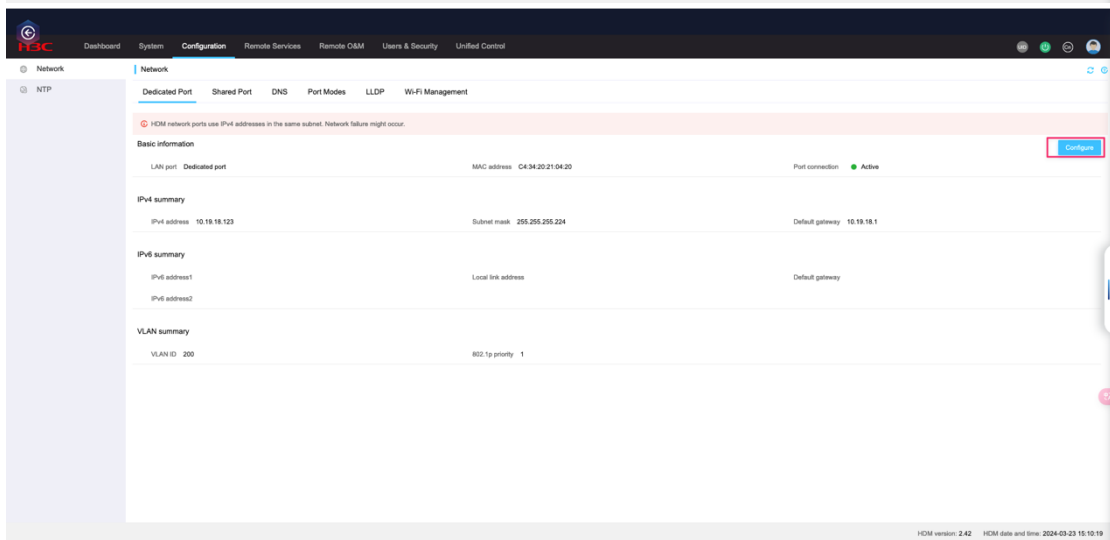 H3C Dashboard System Configuration Remote Services Remote O&M Users & Security Unified Control UID
Network Network
NTP Dedicated Port Shared Port DNS Port Modes LLDP Wi-Fi Management
HDM network ports use IPv4 addresses in the same subnet. Network failure might occur.
Basic information Configure
LAN port Dedicated port MAC address C4:34:20:21:04:20 Port connection Active
IPv4 summary
IPv4 address 10.19.18.123 Subnet mask 255.255.255.224 Default gateway 10.19.18.1
IPv6 summary
IPv6 address1 Local link address Default gateway
IPv6 address2
VLAN summary
VLAN ID 200 802.1p priority 1
HDM version: 2.42 HDM date and time: 2024-03-23 15:10:19